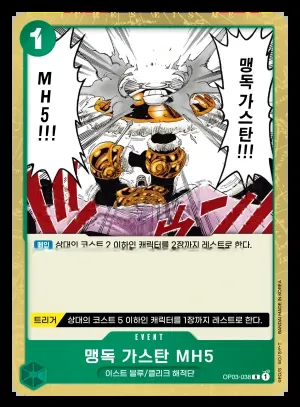 1
맹독 가스탄!!!
MH5!!!
메인 상대의 코스트 2 이하인 캐릭터를 2장까지 레스트로 한다.
트리거 상대의 코스트 5 이하인 캐릭터를 1장까지 레스트로 한다.
EVENT
맹독 가스탄 MH5
이스트 블루/클리크 해적단
OP03-038